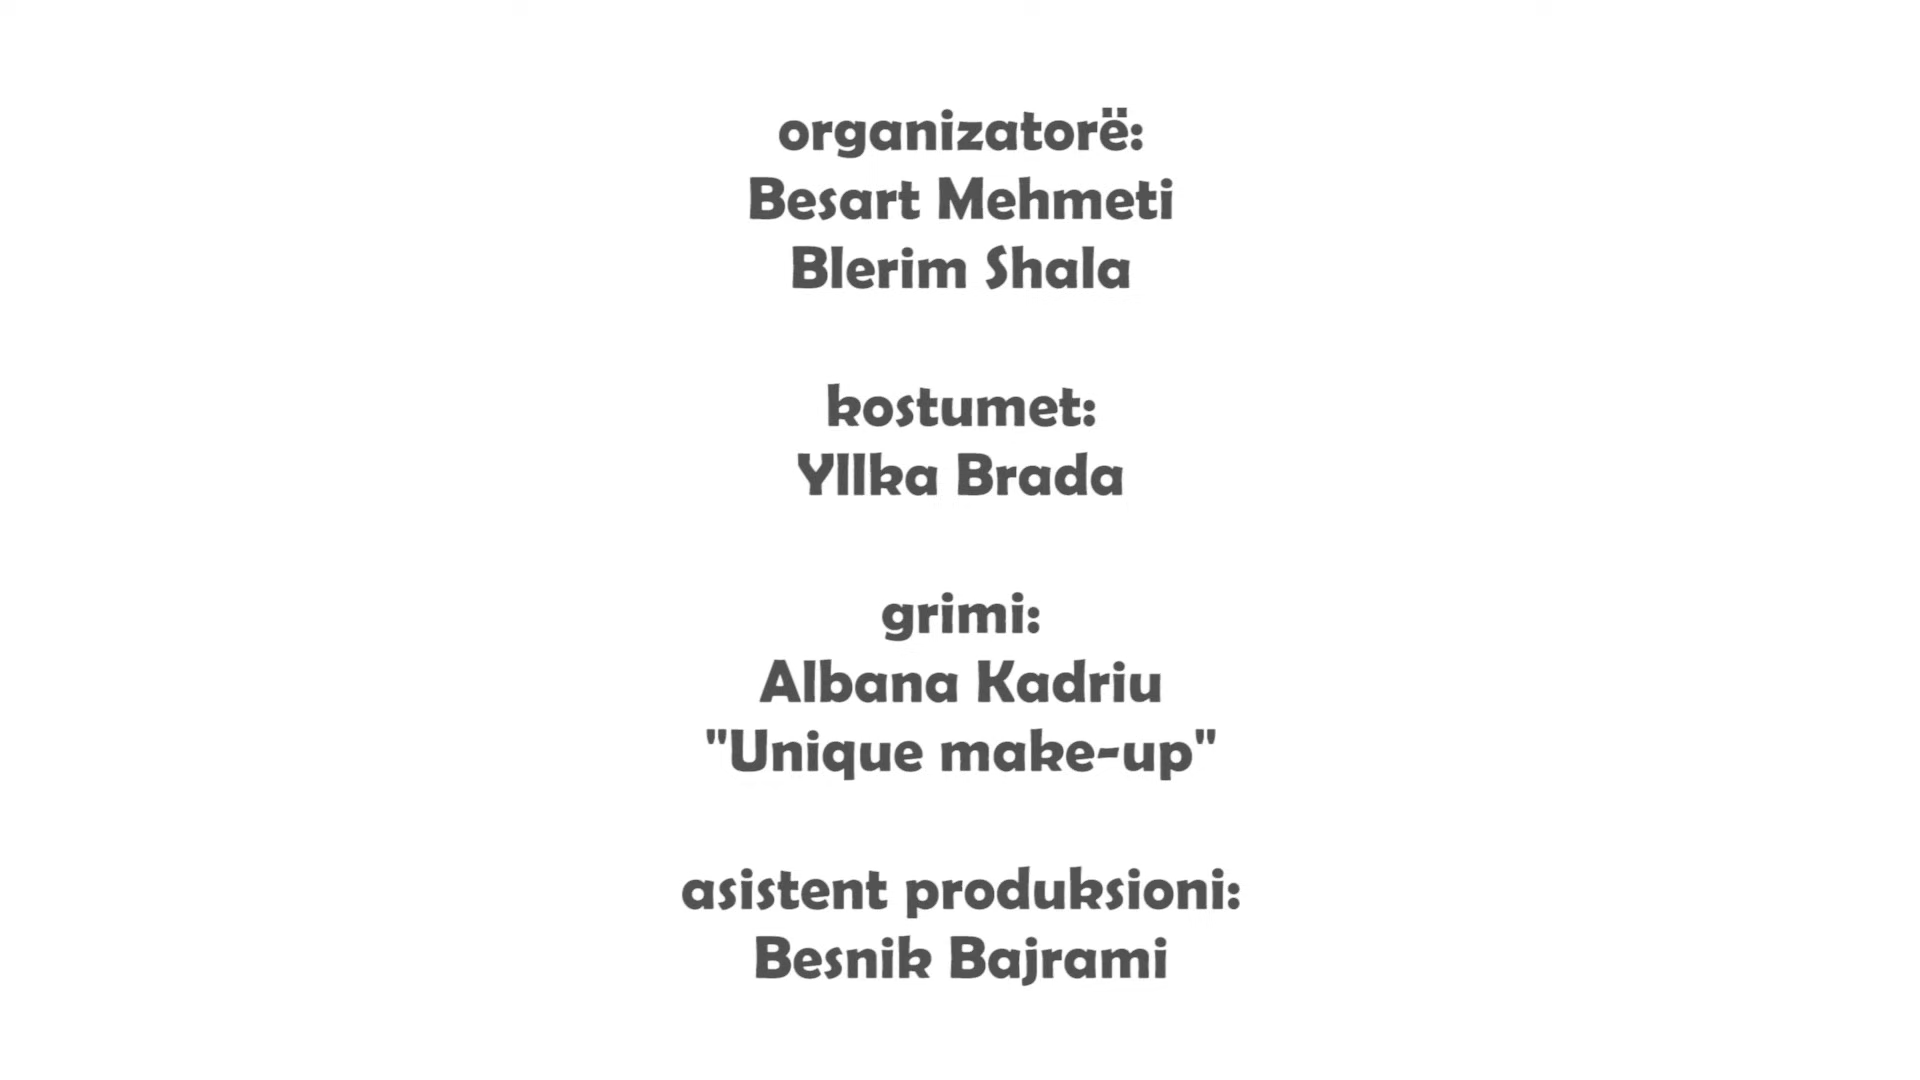 organizatorë:
Besart Mehmeti
Blerim Shala
kostumet:
Yllka Brada
grimi:
Albana Kadriu
"Unique make-up"
asistent produksioni:
Besnik Bajrami